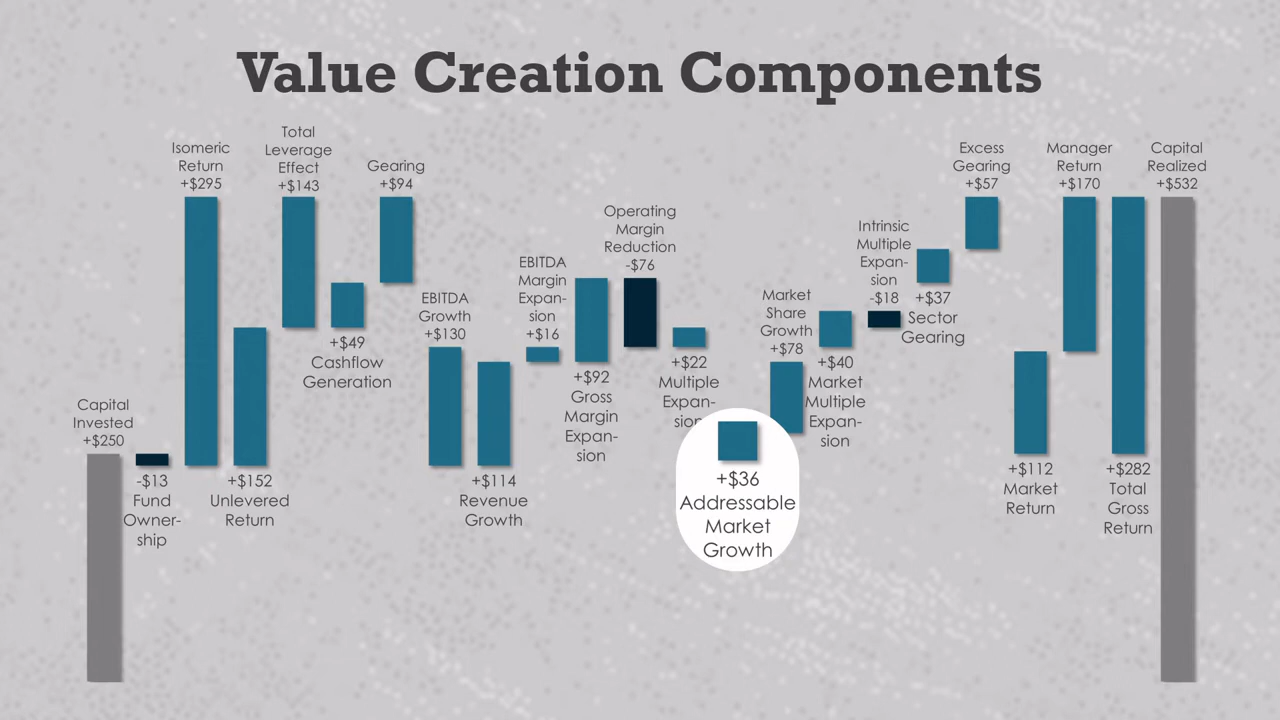 Value Creation Components
Capital
Invested
+$250
-$13
Fund
Owner-
ship
Isomeric
Return
+$295
+$152
Unlevered
Return
Total
Leverage
Effect
+$143
+$49
Cashflow
Generation
Gearing
+$94
EBITDA
Growth
+$130
+$114
Revenue
Growth
EBITDA
Margin
Expan-
sion
+$16
+$92
Gross
Margin
Expan-
sion
Operating
Margin
Reduction
-$76
+$22
Multiple
Expan-
sion
+$36
Addressable
Market
Growth
Market
Share
Growth
+$78
+$40
Market
Multiple
Expan-
sion
Intrinsic
Multiple
Expan-
sion
-$18
+$37
Sector
Gearing
Excess
Gearing
+$57
+$112
Market
Return
Manager
Return
+$170
+$282
Total
Gross
Return
Capital
Realized
+$532